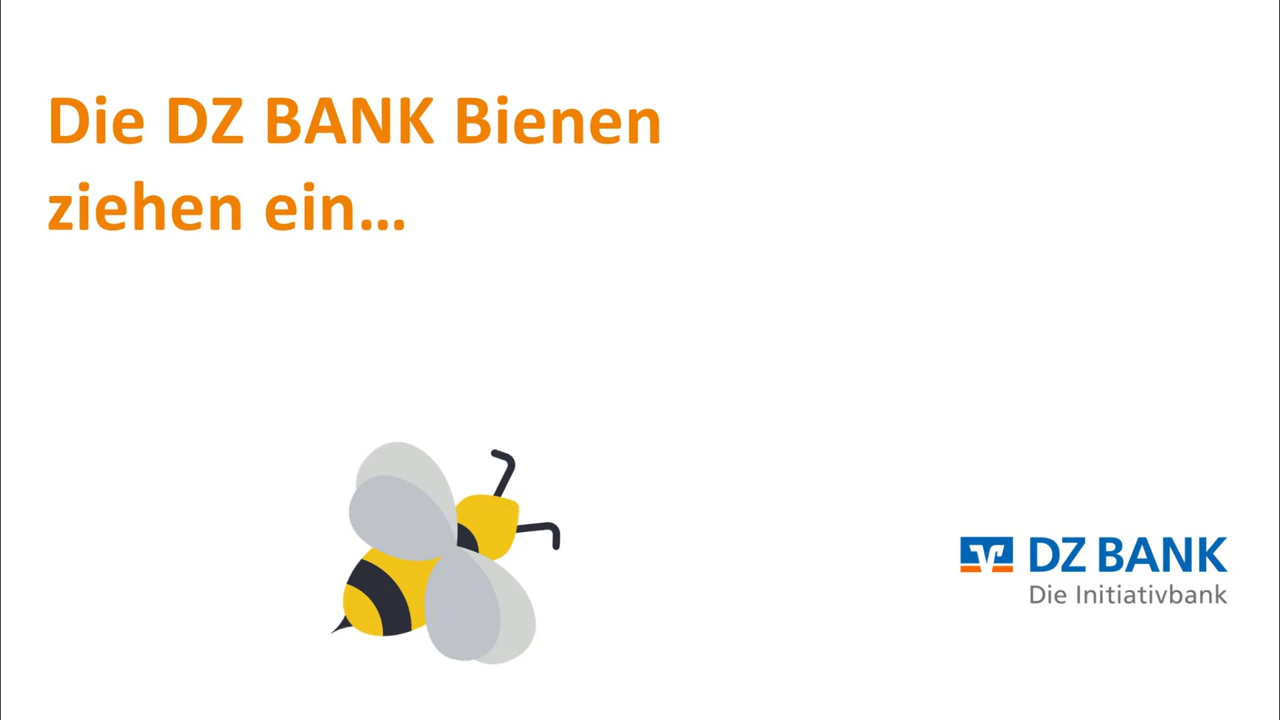 Die DZ BANK Bienen
ziehen ein...
DZ BANK
Die Initiativbank